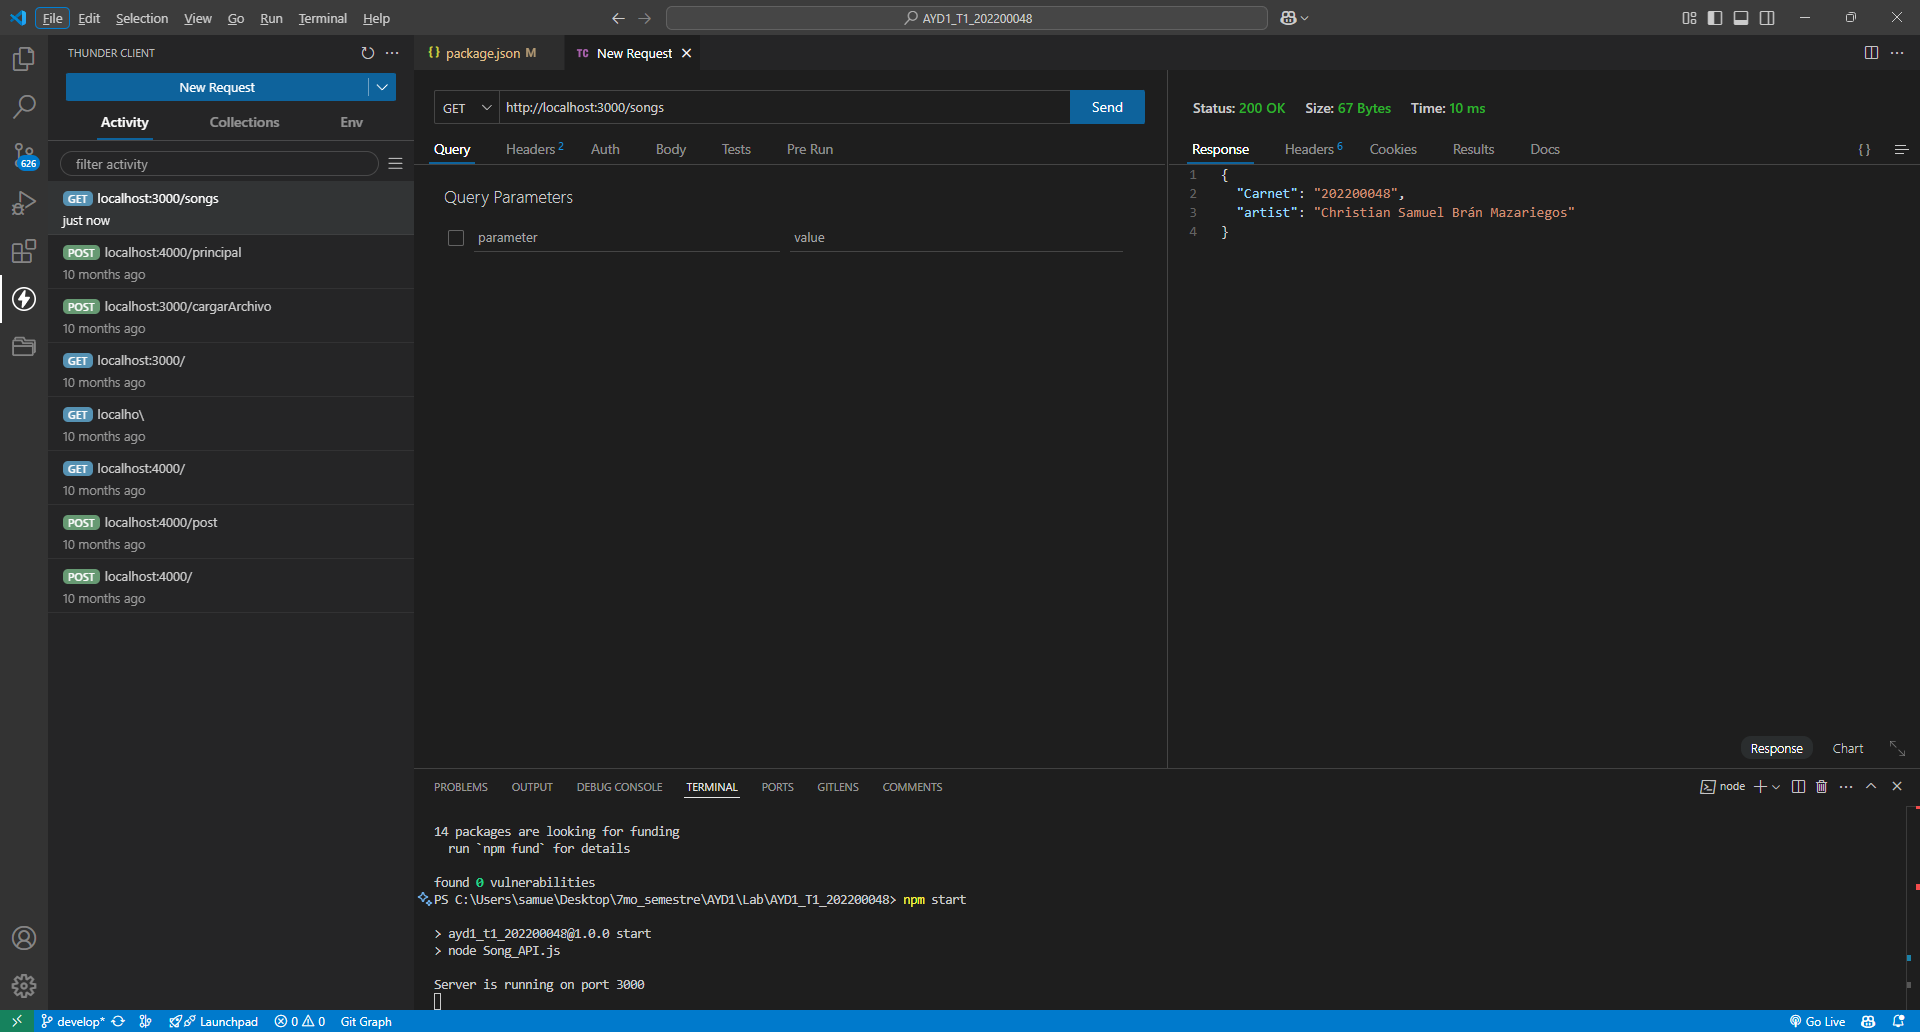 File Edit Selection View Go Run Terminal Help
AYD1_T1_202200048
THUNDER CLIENT
New Request
Activity Collections Env
filter activity
626
GET localhost:3000/songs
just now
POST localhost:4000/principal
10 months ago
POST localhost:3000/cargarArchivo
10 months ago
GET localhost:3000/
10 months ago
GET localho\
10 months ago
GET localhost:4000/
10 months ago
POST localhost:4000/post
10 months ago
POST localhost:4000/
10 months ago
{} package.json M
TC New Request
GET http://localhost:3000/songs Send
Query Headers 2 Auth Body Tests Pre Run
Query Parameters
parameter value
Status: 200 OK Size: 67 Bytes Time: 10 ms
Response Headers 6 Cookies Results Docs {}
1 {
2 "Carnet": "202200048",
3 "artist": "Christian Samuel Brán Mazariegos"
4 }
Response Chart
PROBLEMS OUTPUT DEBUG CONSOLE TERMINAL PORTS GITLENS COMMENTS
node
14 packages are looking for funding
run `npm fund` for details
found 0 vulnerabilities
PS C:\Users\samue\Desktop\7mo_semestre\AYD1\Lab\AYD1_T1_202200048> npm start
> ayd1_t1_202200048@1.0.0 start
> node Song_API.js
Server is running on port 3000
develop* Launchpad 0 0 Git Graph
Go Live